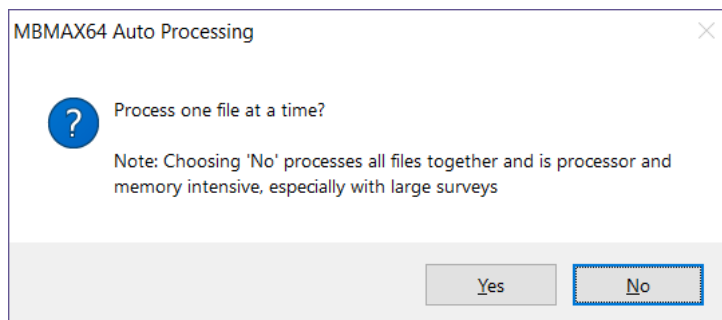 MBMAX64 Auto Processing
?
Process one file at a time?
Note: Choosing 'No' processes all files together and is processor and
memory intensive, especially with large surveys
Yes
No